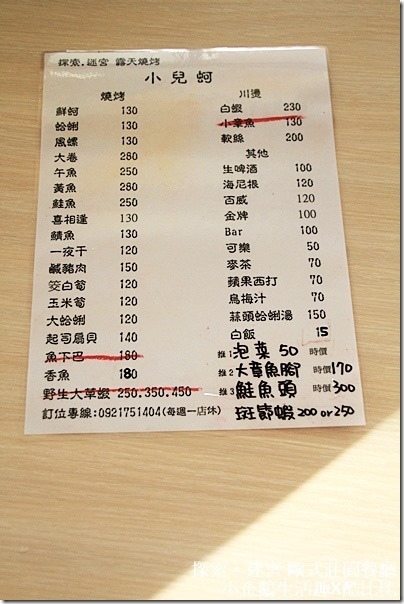 探索.迷宮 露天燒烤
小兒蚵
燒烤
鮮蚵 130
蛤蜊 130
風螺 130
大卷 280
午魚 250
黃魚 280
鮭魚 250
喜相逢 130
鯖魚 130
一夜干 120
鹹豬肉 150
筊白筍 120
玉米筍 120
大蛤蜊 120
起司扇貝 140
魚下巴 180
香魚 180
野生大草蝦 250.350.450
訂位專線:0921751404(每週一店休)
川燙
白蝦 230
小章魚 130
軟絲 200
其他
生啤酒 100
海尼根 120
百威 120
金牌 100
Bar 100
可樂 50
麥茶 70
蘋果西打 70
烏梅汁 70
蒜頭蛤蜊湯 150
白飯 15
推1 泡菜 50 時價
推2 大章魚腳 時價 170
推3 鮭魚頭 時價 300
斑節蝦 200 or 250